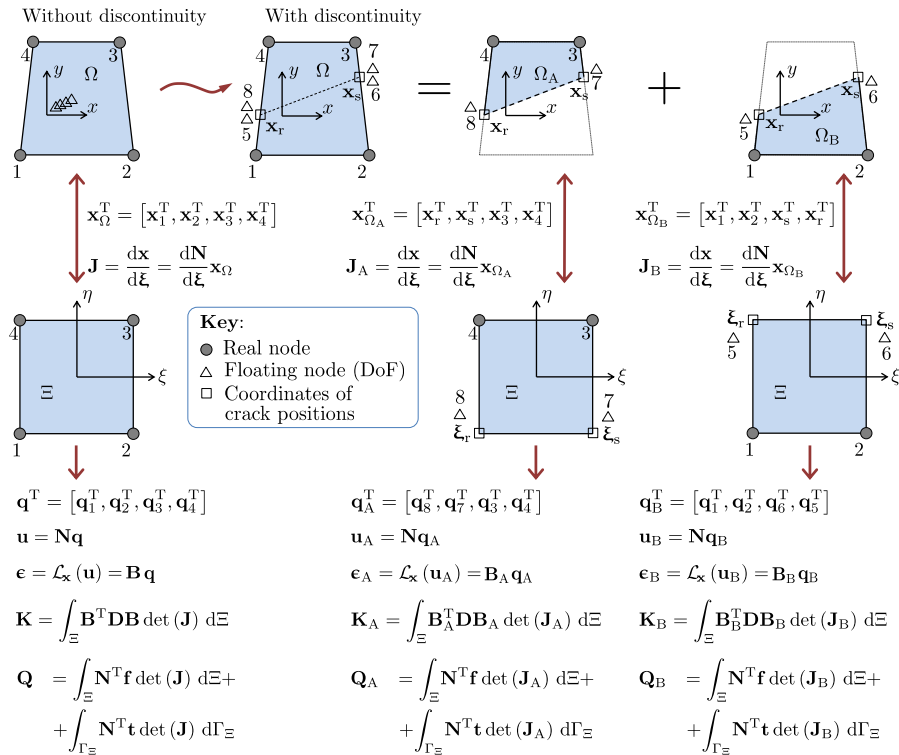 Without discontinuity
With discontinuity
4 3 Ω y x 1 2
4 3 7 6 Ω y x 8 5 𝐱ᵣ 𝐱ₛ 1 2
=
4 3 Ω_A y x 8 7 𝐱ᵣ 𝐱ₛ
+
y x 5 6 𝐱ᵣ 𝐱ₛ Ω_B 1 2
𝐱_Ω^T = [𝐱_1^T, 𝐱_2^T, 𝐱_3^T, 𝐱_4^T]
𝐉 = d𝐱/d𝛏 = d𝐍/d𝛏 𝐱_Ω
𝐱_{Ω_A}^T = [𝐱_r^T, 𝐱_s^T, 𝐱_3^T, 𝐱_4^T]
𝐉_A = d𝐱/d𝛏 = d𝐍/d𝛏 𝐱_{Ω_A}
𝐱_{Ω_B}^T = [𝐱_1^T, 𝐱_2^T, 𝐱_s^T, 𝐱_r^T]
𝐉_B = d𝐱/d𝛏 = d𝐍/d𝛏 𝐱_{Ω_B}
4 3 η ξ Ξ 1 2
Key:
Real node
Floating node (DoF)
Coordinates of
crack positions
4 3 η ξ Ξ 8 𝛏_r 7 𝛏_s
𝛏_r 5 η 𝛏_s 6 ξ Ξ 1 2
𝐪^T = [𝐪_1^T, 𝐪_2^T, 𝐪_3^T, 𝐪_4^T]
𝐮 = 𝐍𝐪
𝛜 = ℒ_𝐱 (𝐮) = 𝐁 𝐪
𝐊 = ∫_Ξ 𝐁^T 𝐃𝐁 det (𝐉) dΞ
𝐐 = ∫_Ξ 𝐍^T 𝐟 det (𝐉) dΞ+
+∫_{Γ_Ξ} 𝐍^T 𝐭 det (𝐉) dΓ_Ξ
𝐪_A^T = [𝐪_8^T, 𝐪_7^T, 𝐪_3^T, 𝐪_4^T]
𝐮_A = 𝐍𝐪_A
𝛜_A = ℒ_𝐱 (𝐮_A) = 𝐁_A 𝐪_A
𝐊_A = ∫_Ξ 𝐁_A^T 𝐃𝐁_A det (𝐉_A) dΞ
𝐐_A = ∫_Ξ 𝐍^T 𝐟 det (𝐉_A) dΞ+
+∫_{Γ_Ξ} 𝐍^T 𝐭 det (𝐉_A) dΓ_Ξ
𝐪_B^T = [𝐪_1^T, 𝐪_2^T, 𝐪_6^T, 𝐪_5^T]
𝐮_B = 𝐍𝐪_B
𝛜_B = ℒ_𝐱 (𝐮_B) = 𝐁_B 𝐪_B
𝐊_B = ∫_Ξ 𝐁_B^T 𝐃𝐁_B det (𝐉_B) dΞ
𝐐_B = ∫_Ξ 𝐍^T 𝐟 det (𝐉_B) dΞ+
+∫_{Γ_Ξ} 𝐍^T 𝐭 det (𝐉_B) dΓ_Ξ